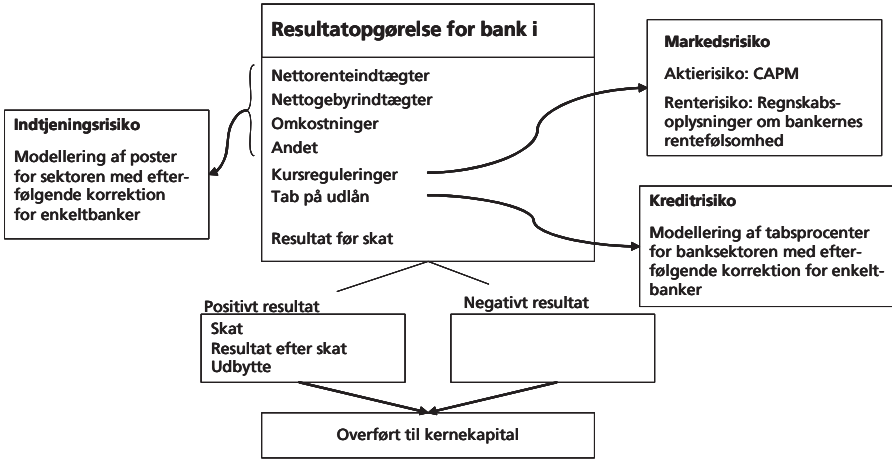 Resultatopgørelse for bank i
Nettorenteindtægter
Nettogebyrindtægter
Omkostninger
Andet
Kursreguleringer
Tab på udlån
Resultat før skat
Indtjeningsrisiko
Modellering af poster
for sektoren med efter-
følgende korrektion
for enkeltbanker
Markedsrisiko
Aktierisiko: CAPM
Renterisiko: Regnskabs-
oplysninger om bankernes
rentefølsomhed
Kreditrisiko
Modellering af tabsprocenter
for banksektoren med efter-
følgende korrektion for enkelt-
banker
Positivt resultat
Skat
Resultat efter skat
Udbytte
Negativt resultat
Overført til kernekapital